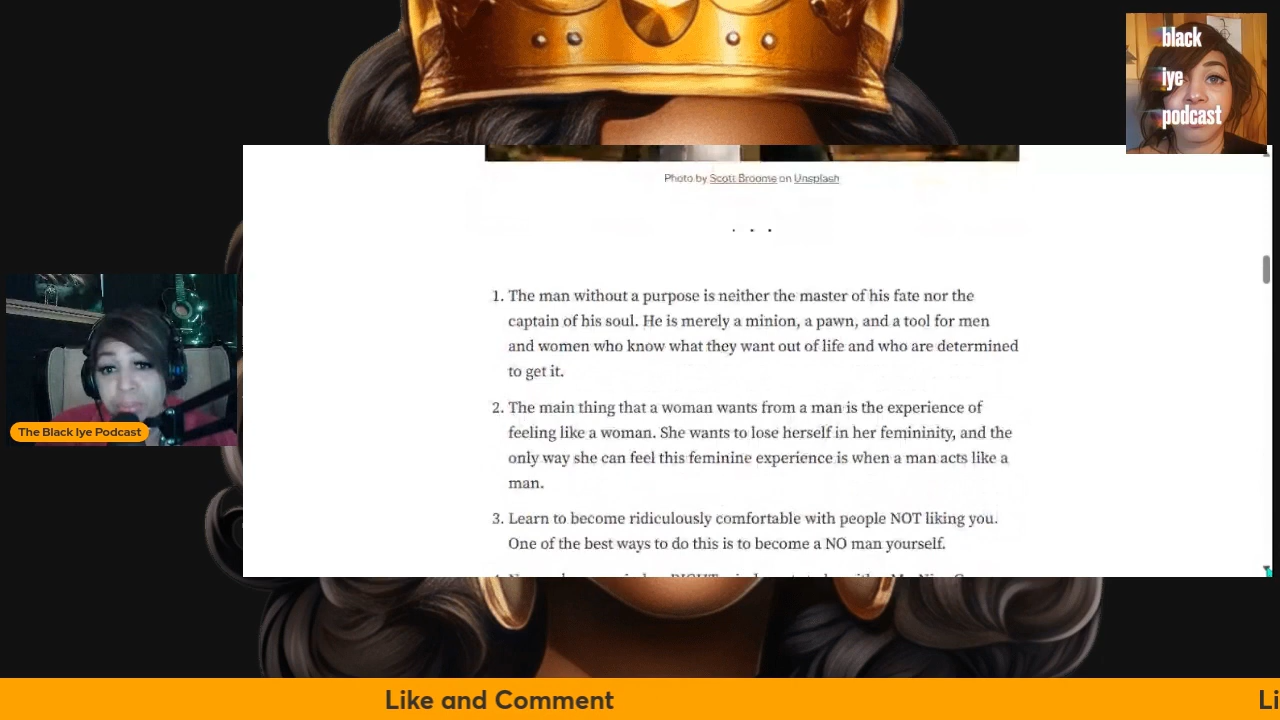 black
iye
podcast
Photo by Scott Broome on Unsplash
. . .
1. The man without a purpose is neither the master of his fate nor the
captain of his soul. He is merely a minion, a pawn, and a tool for men
and women who know what they want out of life and who are determined
to get it.
2. The main thing that a woman wants from a man is the experience of
feeling like a woman. She wants to lose herself in her femininity, and the
only way she can feel this feminine experience is when a man acts like a
man.
3. Learn to become ridiculously comfortable with people NOT liking you.
One of the best ways to do this is to become a NO man yourself.
The Black Iye Podcast
Like and Comment
Li